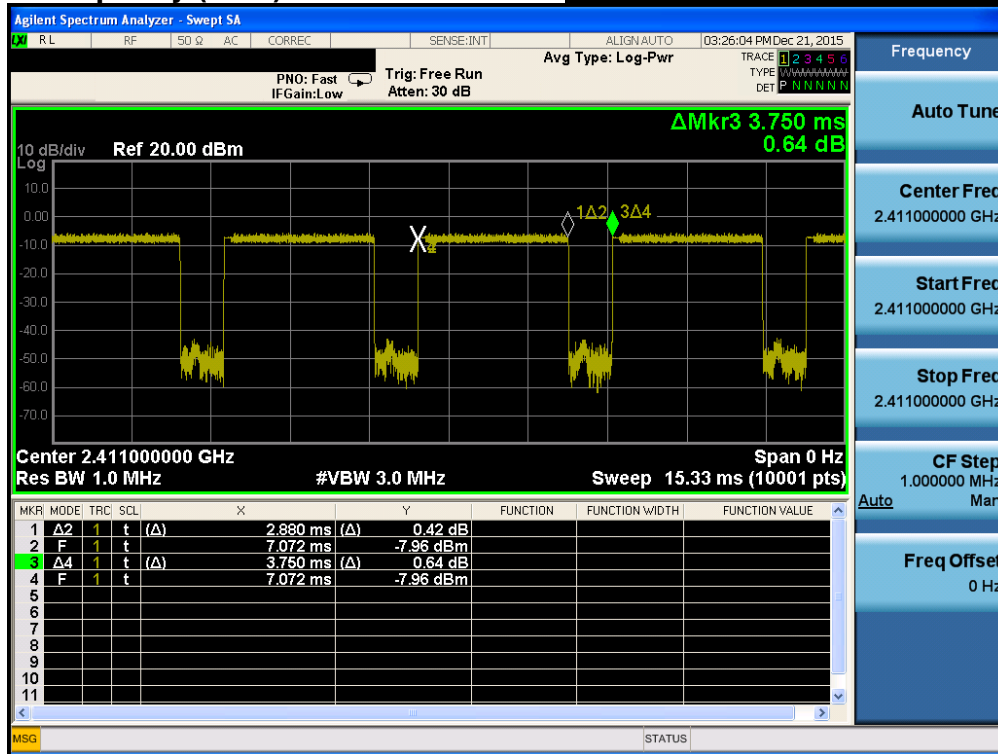 Agilent Spectrum Analyzer - Swept SA
LXI RL RF 50 Ω AC CORREC SENSE:INT ALIGNAUTO 03:26:04 PM Dec 21, 2015
Avg Type: Log-Pwr
TRACE 1 2 3 4 5 6
TYPE
DET P N N N N N
PNO: Fast
IFGain:Low
Trig: Free Run
Atten: 30 dB
ΔMkr3 3.750 ms
0.64 dB
10 dB/div Ref 20.00 dBm
Log
10.0
0.00
-10.0
-20.0
-30.0
-40.0
-50.0
-60.0
-70.0
1Δ2 3Δ4
X4
Center 2.411000000 GHz Span 0 Hz
Res BW 1.0 MHz #VBW 3.0 MHz Sweep 15.33 ms (10001 pts)
MKR MODE TRC SCL X Y FUNCTION FUNCTION WIDTH FUNCTION VALUE
1 Δ2 1 t (Δ) 2.880 ms (Δ) 0.42 dB
2 F 1 t 7.072 ms -7.96 dBm
3 Δ4 1 t (Δ) 3.750 ms (Δ) 0.64 dB
4 F 1 t 7.072 ms -7.96 dBm
5
6
7
8
9
10
11
MSG STATUS
Frequency
Auto Tune
Center Freq
2.411000000 GHz
Start Freq
2.411000000 GHz
Stop Freq
2.411000000 GHz
CF Step
1.000000 MHz
Auto Man
Freq Offset
0 Hz